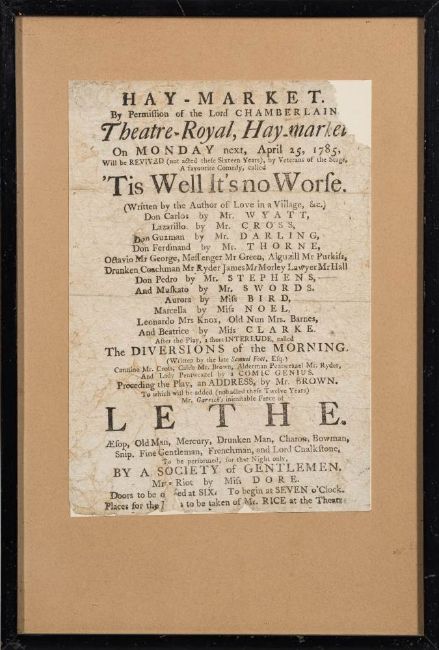 HAY-MARKET.
By Permiſſion of the Lord CHAMBERLAIN
Theatre-Royal, Hay-market
On MONDAY next, April 25, 1785,
Will be REVIVED (not acted theſe Sixteen Years), by Veterans of the Stage,
A favourite Comedy, called
'Tis Well It's no Worſe.
(Written by the Author of Love in a Village, &c.)
Don Carlos by Mr. WYATT,
Lazarillo by Mr. CROSS,
Don Guzman by Mr. DARLING,
Don Ferdinand by Mr. THORNE,
Octavio Mr George, Meſſenger Mr Green, Alguzill Mr Purkiſs,
Drunken Coachman Mr Ryder James Mr Morley Lawyer Mr Hall
Don Pedro by Mr. STEPHENS,
And Muſkato by Mr. SWORDS.
Aurora by Miſs BIRD,
Marcella by Miſs NOEL,
Leonardo Mrs Knox, Old Nun Mrs. Barnes,
And Beatrice by Miſs CLARKE.
After the Play, a ſhort INTERLUDE, called
The DIVERSIONS of the MORNING.
(Written by the late Samuel Foot, Eſq.)
Mr. Croſs, Caleb Mr. Brown, Alderman Pentweazel Mr. Ryder,
And Lady Pentweazel by a COMIC GENIUS.
Preceding the Play, an ADDRESS, by Mr. BROWN.
To which will be added (not acted theſe Twelve Years)
Mr. Garrick's inimitable Farce of
LETHE.
Æſop, Old Man, Mercury, Drunken Man, Charon, Bowman,
Snip, Fine Gentleman, Frenchman, and Lord Chalkſtone,
To be performed, for that Night only,
BY A SOCIETY of GENTLEMEN.
Mrs Riot by Miſs DORE.
Doors to be o ed at SIX. To begin at SEVEN o'Clock.
Places for the to be taken of Mr. RICE at the Theatre